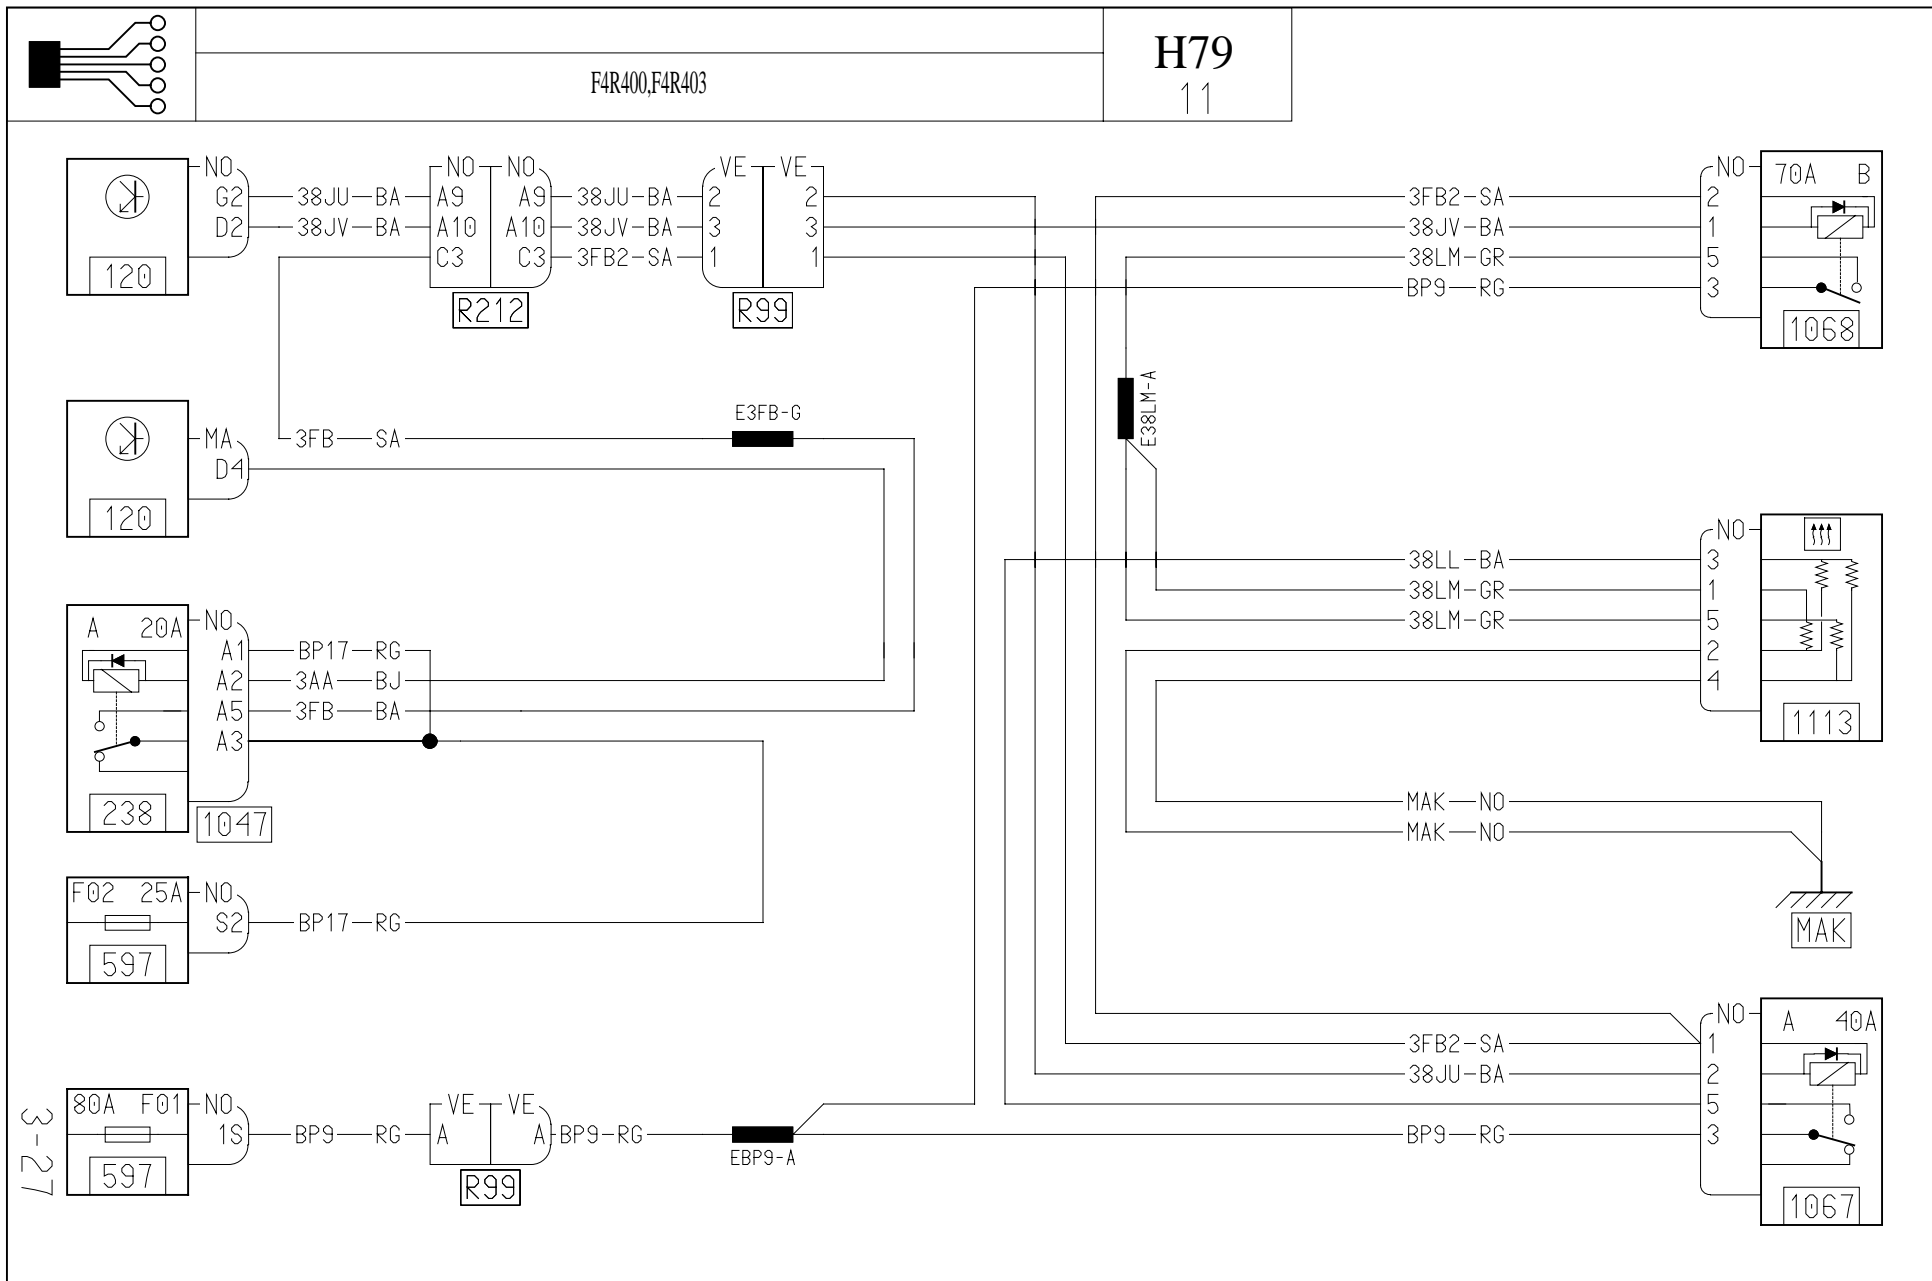 H79
F4R400,F4R403
11
NO
G2 38JU BA A9
D2 38JV BA A10
C3
120
NO NO
A9 38JU BA 2
A10 38JV BA 3
C3 3FB2 SA 1
R212
VE VE
2
3
1
R99
NO
3FB2 SA 2
38JV BA 1
38LM GR 5
BP9 RG 3
70A B
1068
E38LM-A
MA
D4
3FB SA
E3FB-G
120
NO
38LL BA 3
38LM GR 1
38LM GR 5
2
4
1113
A 20A
NO
A1 BP17 RG
A2 3AA BJ
A5 3FB BA
A3
238
1047
MAK NO
MAK NO
MAK
F02 25A
NO
S2 BP17 RG
597
NO
A 40A
3FB2 SA 1
38JU BA 2
5
BP9 RG 3
1067
80A F01
NO
1S BP9 RG A
597
VE VE
A BP9 RG
R99
EBP9-A
3-27